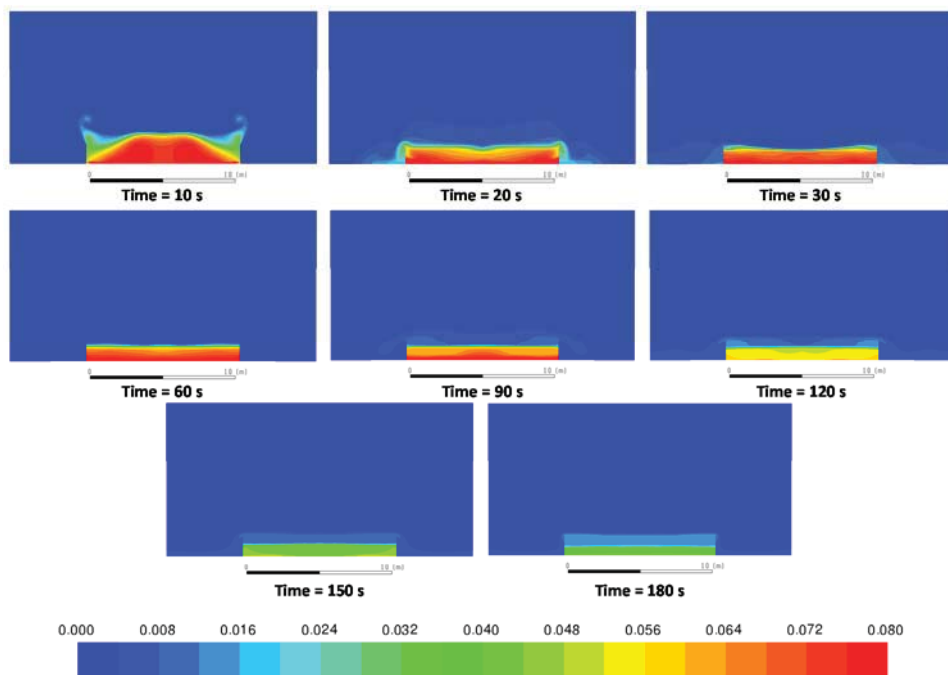 0 10 (m) 0 10 (m) 0 10 (m)
Time = 10 s Time = 20 s Time = 30 s
0 10 (m) 0 10 (m) 0 10 (m)
Time = 60 s Time = 90 s Time = 120 s
0 10 (m) 0 10 (m)
Time = 150 s Time = 180 s
0.000 0.008 0.016 0.024 0.032 0.040 0.048 0.056 0.064 0.072 0.080